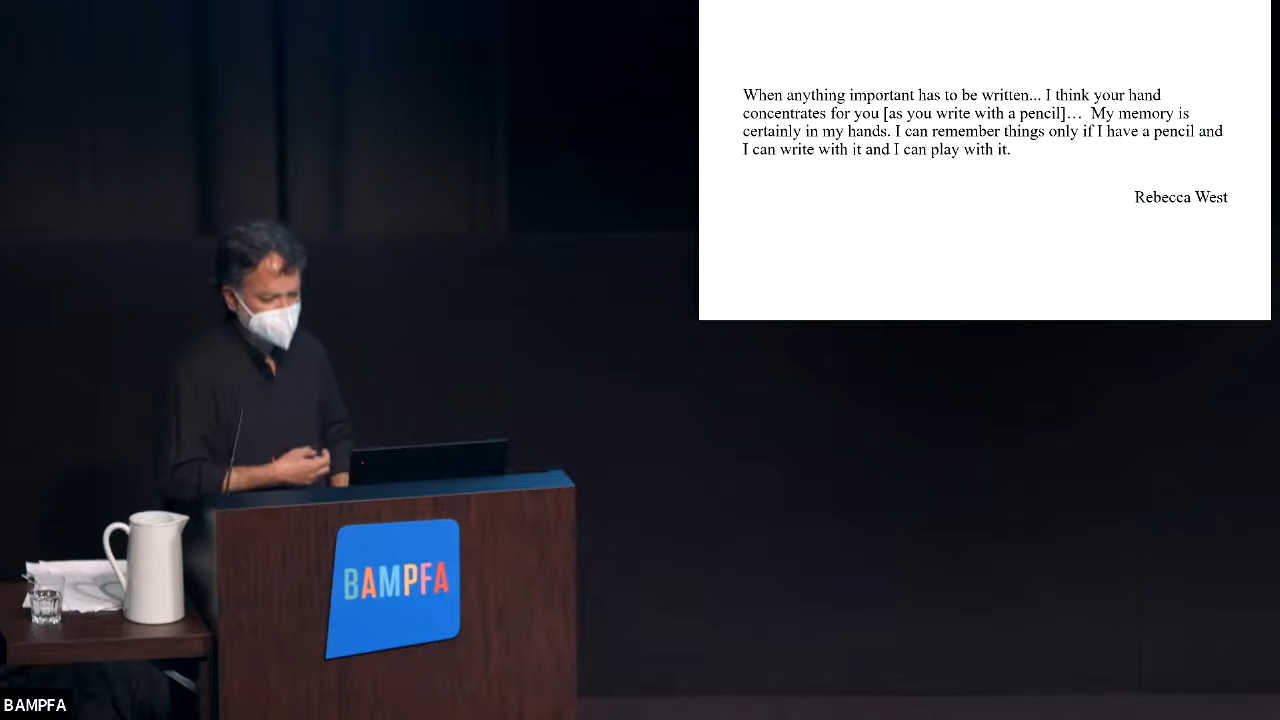 When anything important has to be written... I think your hand
concentrates for you [as you write with a pencil]…  My memory is
certainly in my hands. I can remember things only if I have a pencil and
I can write with it and I can play with it.
Rebecca West
BAMPFA
BAMPFA